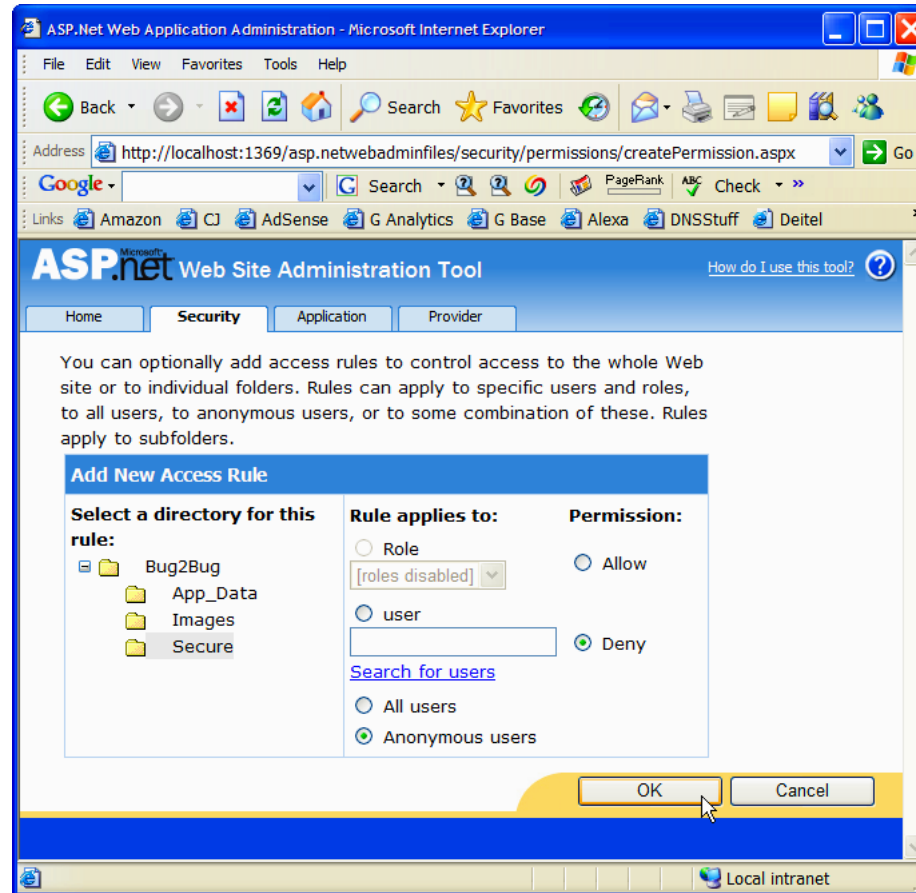 ASP.Net Web Application Administration - Microsoft Internet Explorer
File Edit View Favorites Tools Help
Back Search Favorites
Address http://localhost:1369/asp.netwebadminfiles/security/permissions/createPermission.aspx Go
Google G Search PageRank ABC Check »
Links Amazon CJ AdSense G Analytics G Base Alexa DNSStuff Deitel
Microsoft ASP.net Web Site Administration Tool How do I use this tool? ?
Home Security Application Provider
You can optionally add access rules to control access to the whole Web
site or to individual folders. Rules can apply to specific users and roles,
to all users, to anonymous users, or to some combination of these. Rules
apply to subfolders.
Add New Access Rule
Select a directory for this
rule:
Bug2Bug
App_Data
Images
Secure
Rule applies to:
Role
[roles disabled]
user
Search for users
All users
Anonymous users
Permission:
Allow
Deny
OK Cancel
Local intranet